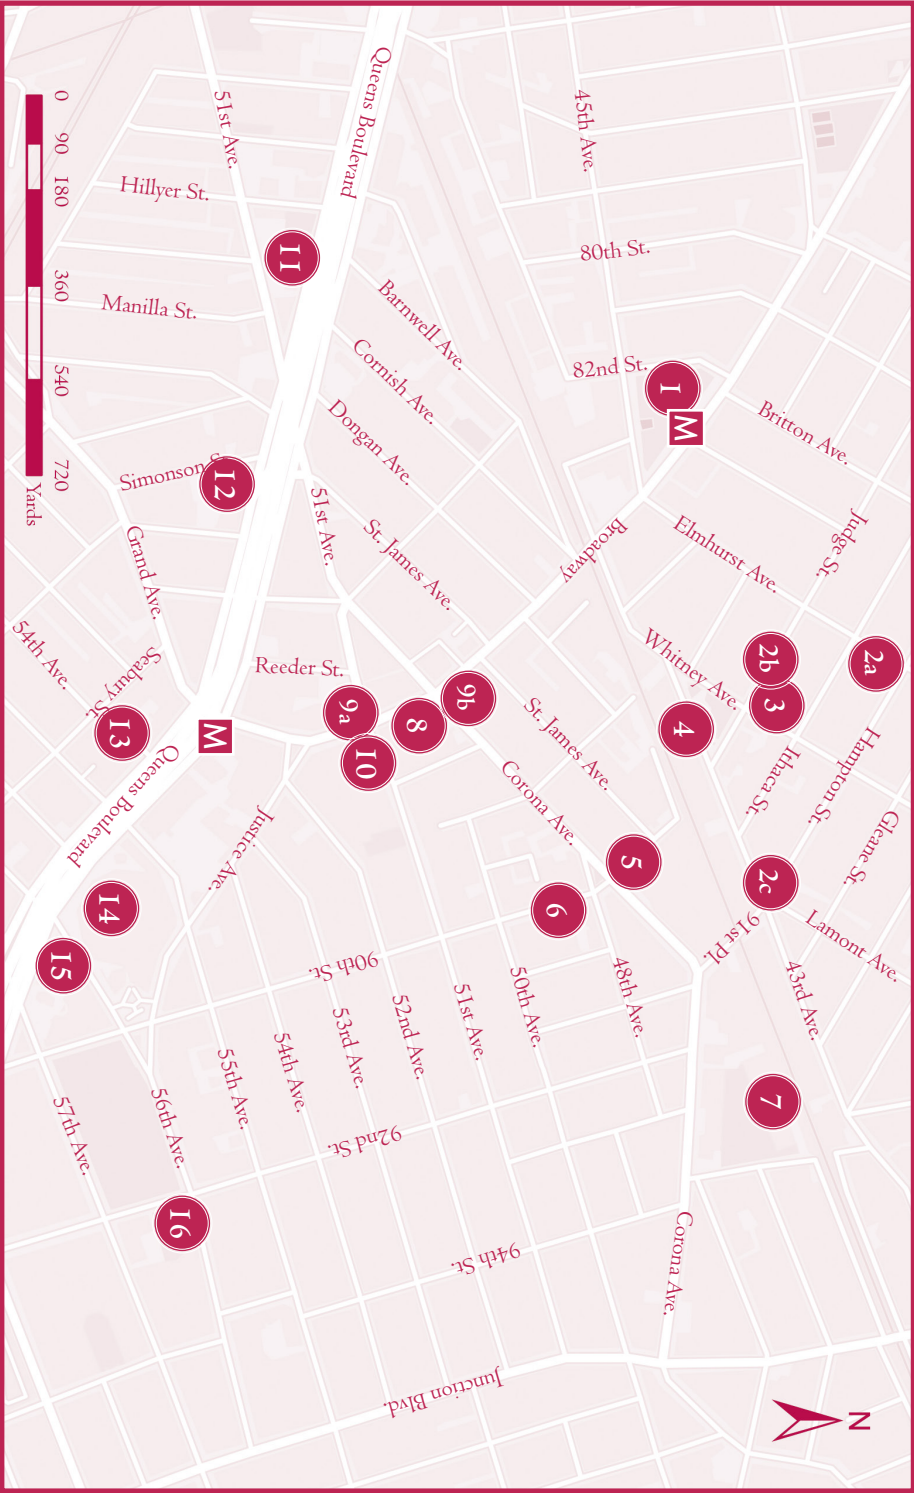 Queens Boulevard
51st Ave.
45th Ave.
0
90
180
360
540
720
Yards
Hillyer St.
80th St.
11
Manilla St.
Barnwell Ave.
Cornish Ave.
82nd St.
1
M
Britton Ave.
Dongan Ave.
Simonson S
12
51st Ave.
Grand Ave.
St. James Ave.
Broadway
Elmhurst Ave.
Judge St.
54th Ave.
Seabury St.
Reeder St.
Whitney Ave.
2b
2a
3
4
9a
9b
8
10
13
M
St. James Ave.
Ithaca St.
Hampton St.
Queens Boulevard
Justice Ave.
Corona Ave.
Gleane St.
5
6
2c
14
15
91st Pl.
Lamont Ave.
90th St.
43rd Ave.
48th Ave.
50th Ave.
51st Ave.
52nd Ave.
53rd Ave.
54th Ave.
55th Ave.
56th Ave.
57th Ave.
7
92nd St.
16
94th St.
Corona Ave.
Junction Blvd.
N